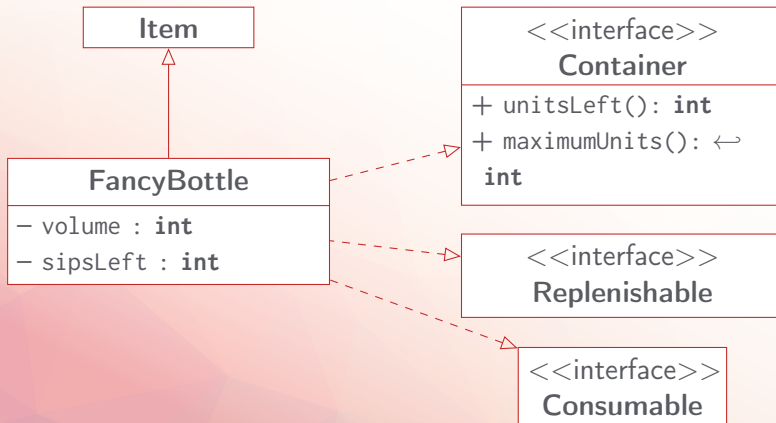 Item
<<interface>>
Container
+ unitsLeft(): int
+ maximumUnits(): ↩
int
FancyBottle
− volume : int
− sipsLeft : int
<<interface>>
Replenishable
<<interface>>
Consumable